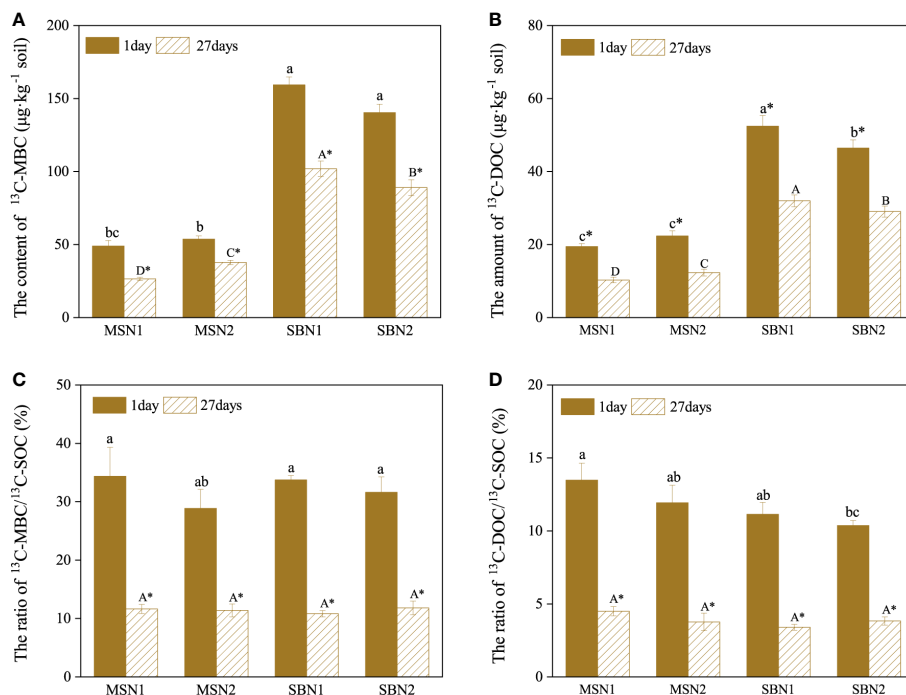 A
The content of ¹³C-MBC (μg·kg⁻¹ soil)
200
150
100
50
0
1day 27days
bc D* b C* a A* a B*
MSN1 MSN2 SBN1 SBN2
B
The amount of ¹³C-DOC (μg·kg⁻¹ soil)
80
60
40
20
0
1day 27days
c* D c* C a* A b* B
MSN1 MSN2 SBN1 SBN2
C
The ratio of ¹³C-MBC/¹³C-SOC (%)
50
40
30
20
10
0
1day 27days
a A* ab A* a A* a A*
MSN1 MSN2 SBN1 SBN2
D
The ratio of ¹³C-DOC/¹³C-SOC (%)
20
15
10
5
0
1day 27days
a A* ab A* ab A* bc A*
MSN1 MSN2 SBN1 SBN2